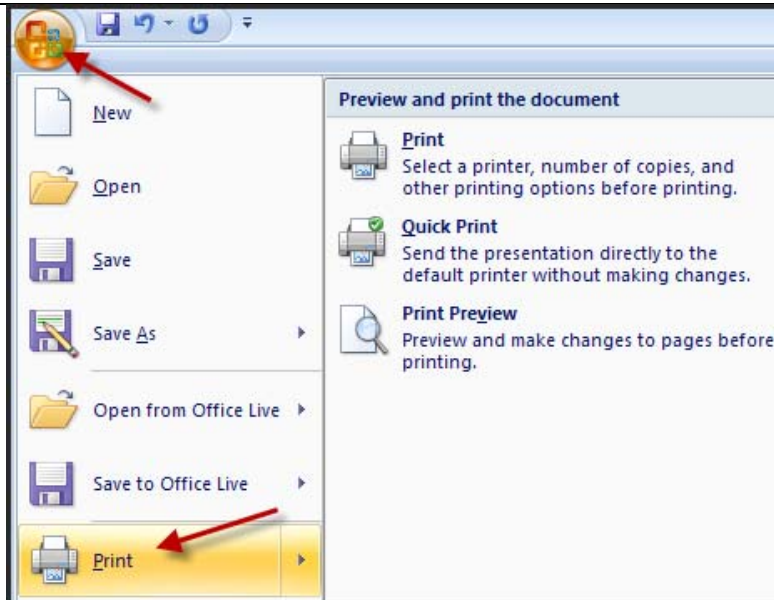 New
Open
Save
Save As
Open from Office Live
Save to Office Live
Print
Preview and print the document
Print
Select a printer, number of copies, and
other printing options before printing.
Quick Print
Send the presentation directly to the
default printer without making changes.
Print Preview
Preview and make changes to pages before
printing.